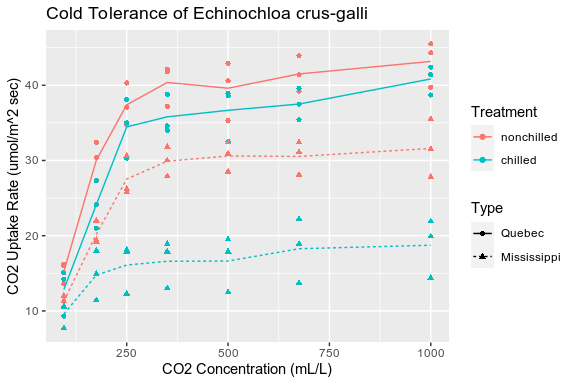 Cold Tolerance of Echinochloa crus-galli
CO2 Uptake Rate (umol/m^2 sec)
40
30
20
10
250
500
750
1000
CO2 Concentration (mL/L)
Treatment
nonchilled
chilled
Type
Quebec
Mississippi